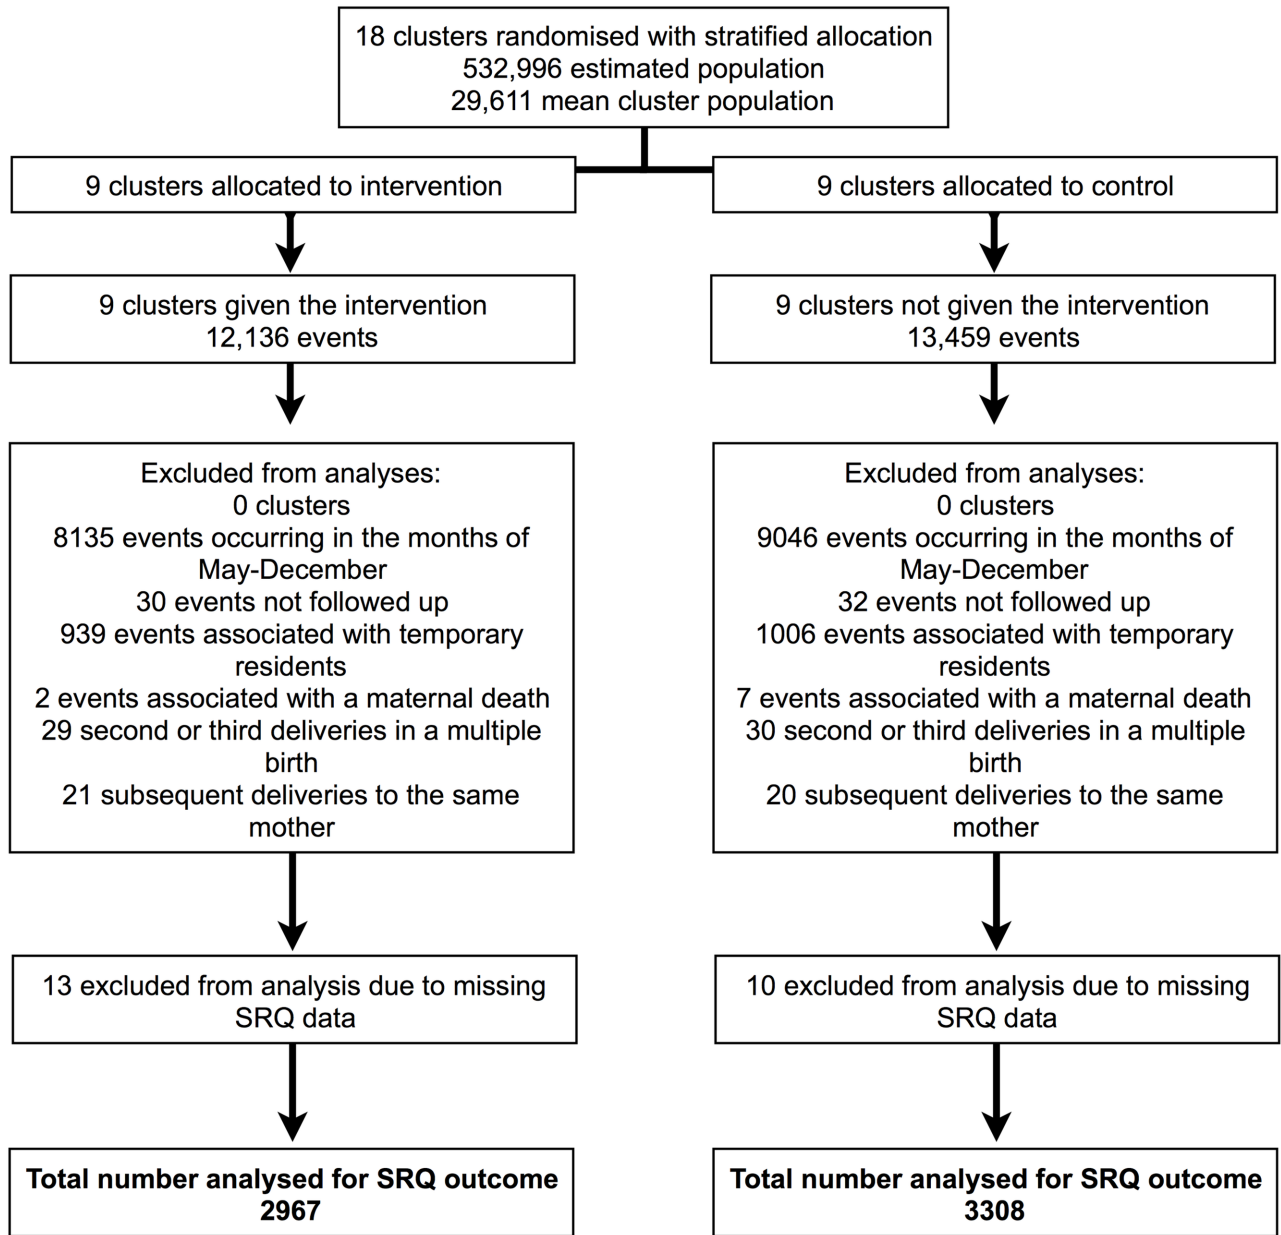 18 clusters randomised with stratified allocation
532,996 estimated population
29,611 mean cluster population
9 clusters allocated to intervention
9 clusters allocated to control
9 clusters given the intervention
12,136 events
9 clusters not given the intervention
13,459 events
Excluded from analyses:
0 clusters
8135 events occurring in the months of
May-December
30 events not followed up
939 events associated with temporary
residents
2 events associated with a maternal death
29 second or third deliveries in a multiple
birth
21 subsequent deliveries to the same
mother
Excluded from analyses:
0 clusters
9046 events occurring in the months of
May-December
32 events not followed up
1006 events associated with temporary
residents
7 events associated with a maternal death
30 second or third deliveries in a multiple
birth
20 subsequent deliveries to the same
mother
13 excluded from analysis due to missing
SRQ data
10 excluded from analysis due to missing
SRQ data
Total number analysed for SRQ outcome
2967
Total number analysed for SRQ outcome
3308